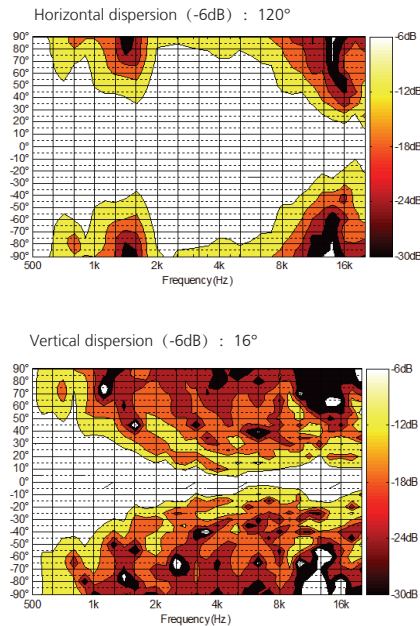 Horizontal dispersion（-6dB）: 120°
90°
80°
70°
60°
50°
40°
30°
20°
10°
0°
-10°
-20°
-30°
-40°
-50°
-60°
-70°
-80°
-90°
500 1k 2k 4k 8k 16k
Frequency(Hz)
-6dB
-12dB
-18dB
-24dB
-30dB
Vertical dispersion（-6dB）: 16°
90°
80°
70°
60°
50°
40°
30°
20°
10°
0°
-10°
-20°
-30°
-40°
-50°
-60°
-70°
-80°
-90°
500 1k 2k 4k 8k 16k
Frequency(Hz)
-6dB
-12dB
-18dB
-24dB
-30dB